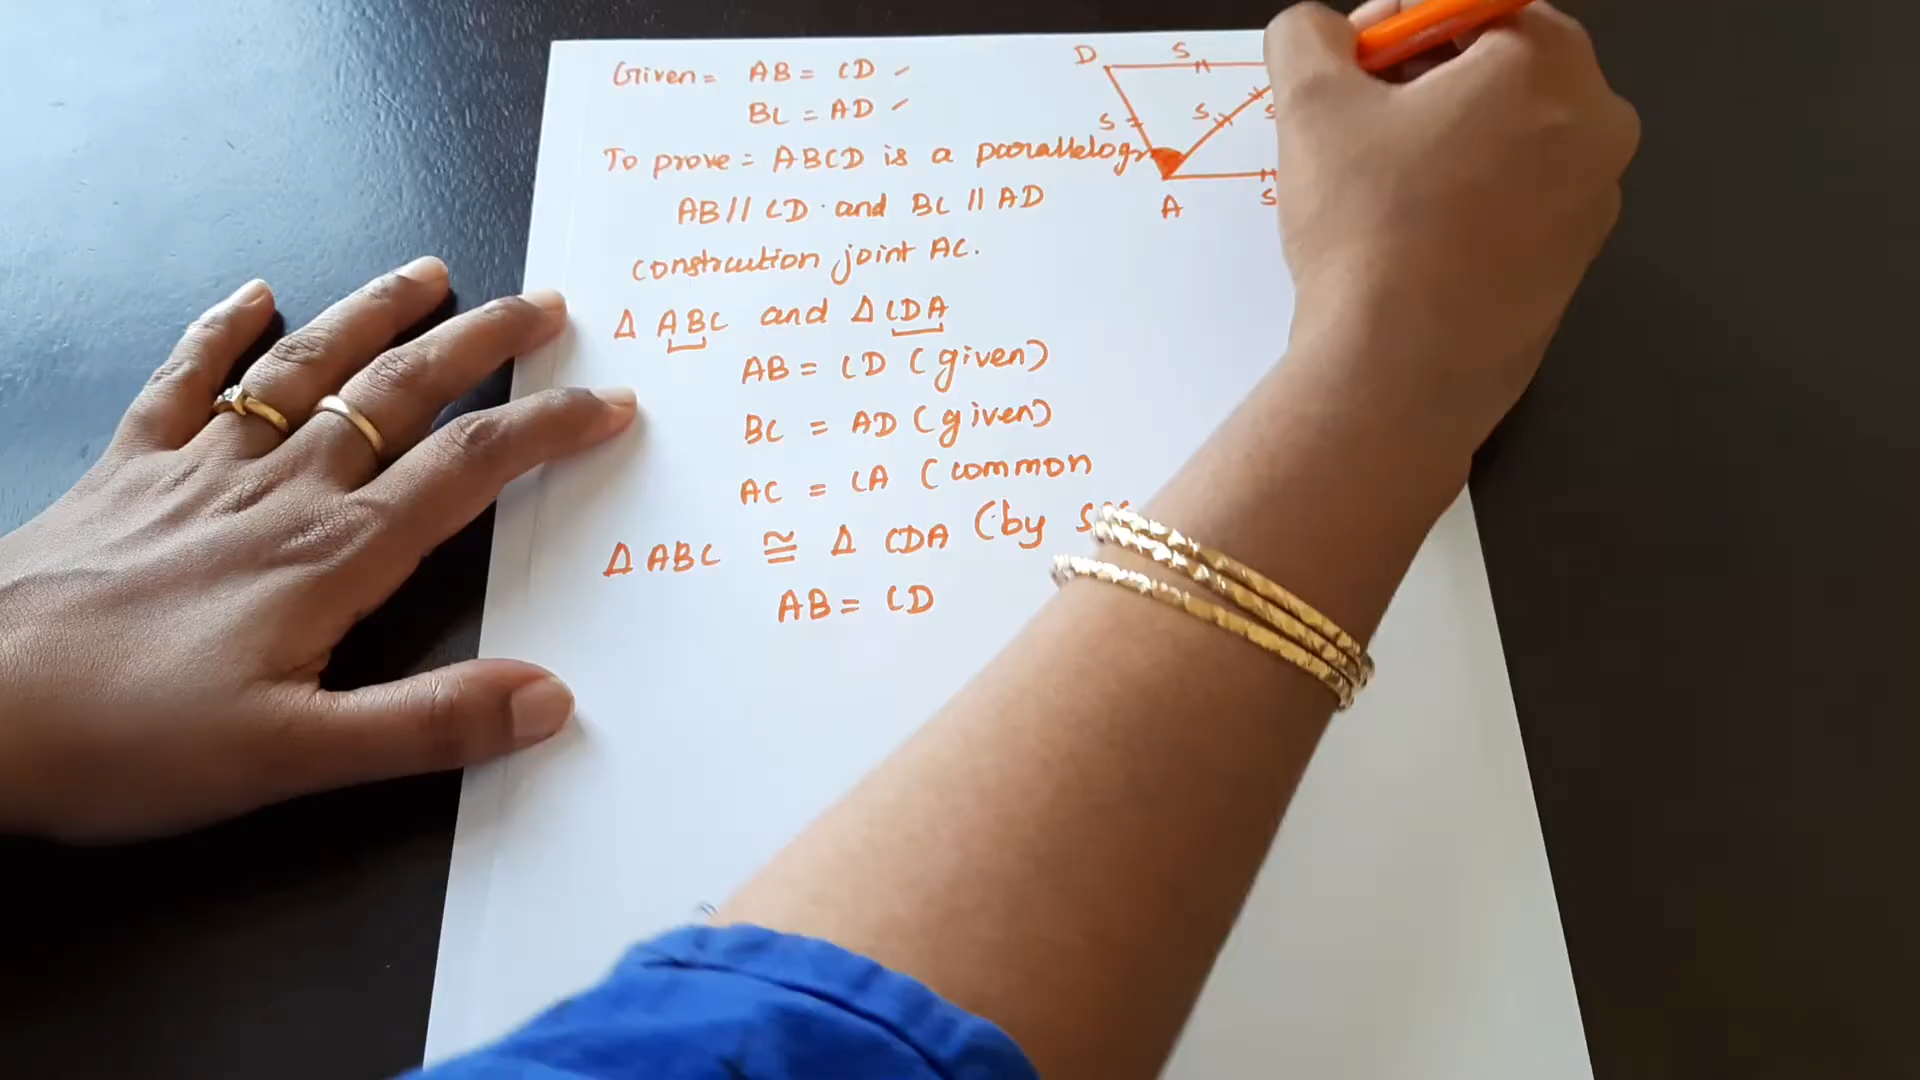 Given = AB = CD
BC = AD
D S
S S S
To prove = ABCD is a
AB // CD. and BC // AD
A S
construction joint AC.
Δ ABC and Δ CDA
AB = CD (given)
BC = AD (given)
AC = CA (common
Δ ABC ≅ Δ CDA (by
AB = CD